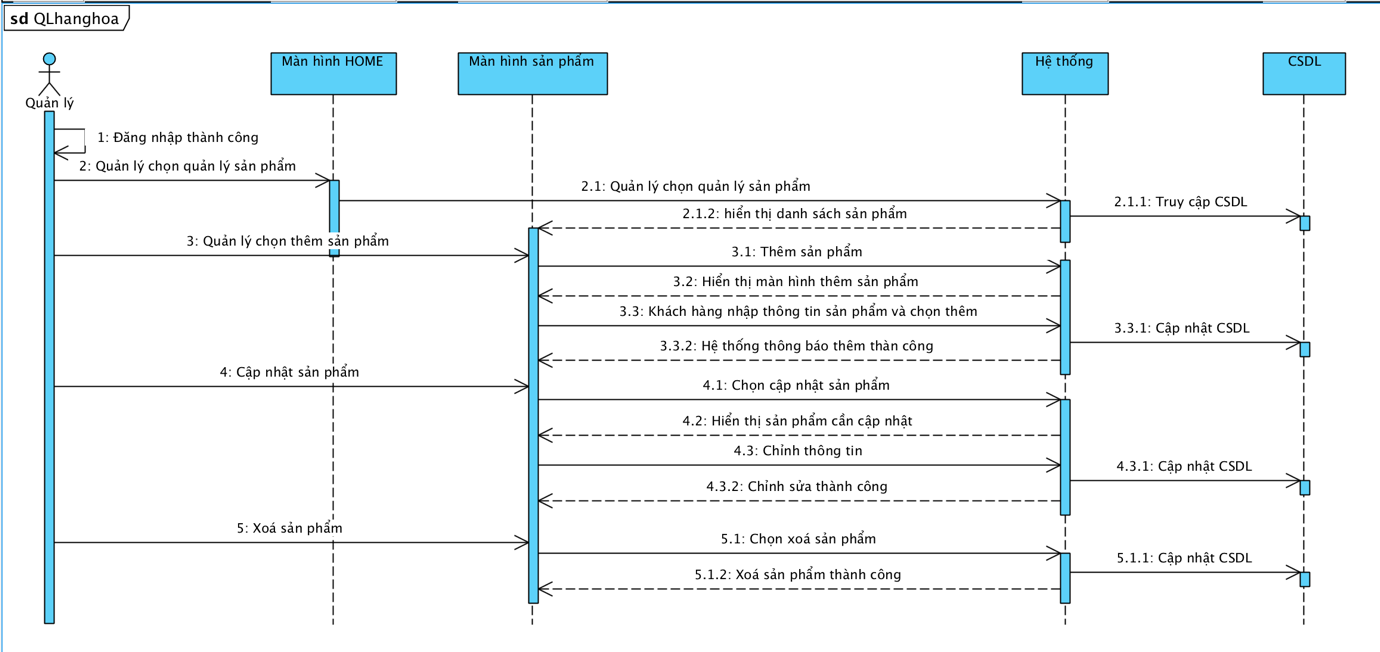 sd QLhanghoa
Màn hình HOME
Màn hình sản phẩm
Hệ thống
CSDL
Quản lý
1: Đăng nhập thành công
2: Quản lý chọn quản lý sản phẩm
2.1: Quản lý chọn quản lý sản phẩm
2.1.1: Truy cập CSDL
2.1.2: hiển thị danh sách sản phẩm
3: Quản lý chọn thêm sản phẩm
3.1: Thêm sản phẩm
3.2: Hiển thị màn hình thêm sản phẩm
3.3: Khách hàng nhập thông tin sản phẩm và chọn thêm
3.3.1: Cập nhật CSDL
3.3.2: Hệ thống thông báo thêm thàn công
4: Cập nhật sản phẩm
4.1: Chọn cập nhật sản phẩm
4.2: Hiển thị sản phẩm cần cập nhật
4.3: Chỉnh thông tin
4.3.1: Cập nhật CSDL
4.3.2: Chỉnh sửa thành công
5: Xoá sản phẩm
5.1: Chọn xoá sản phẩm
5.1.1: Cập nhật CSDL
5.1.2: Xoá sản phẩm thành công